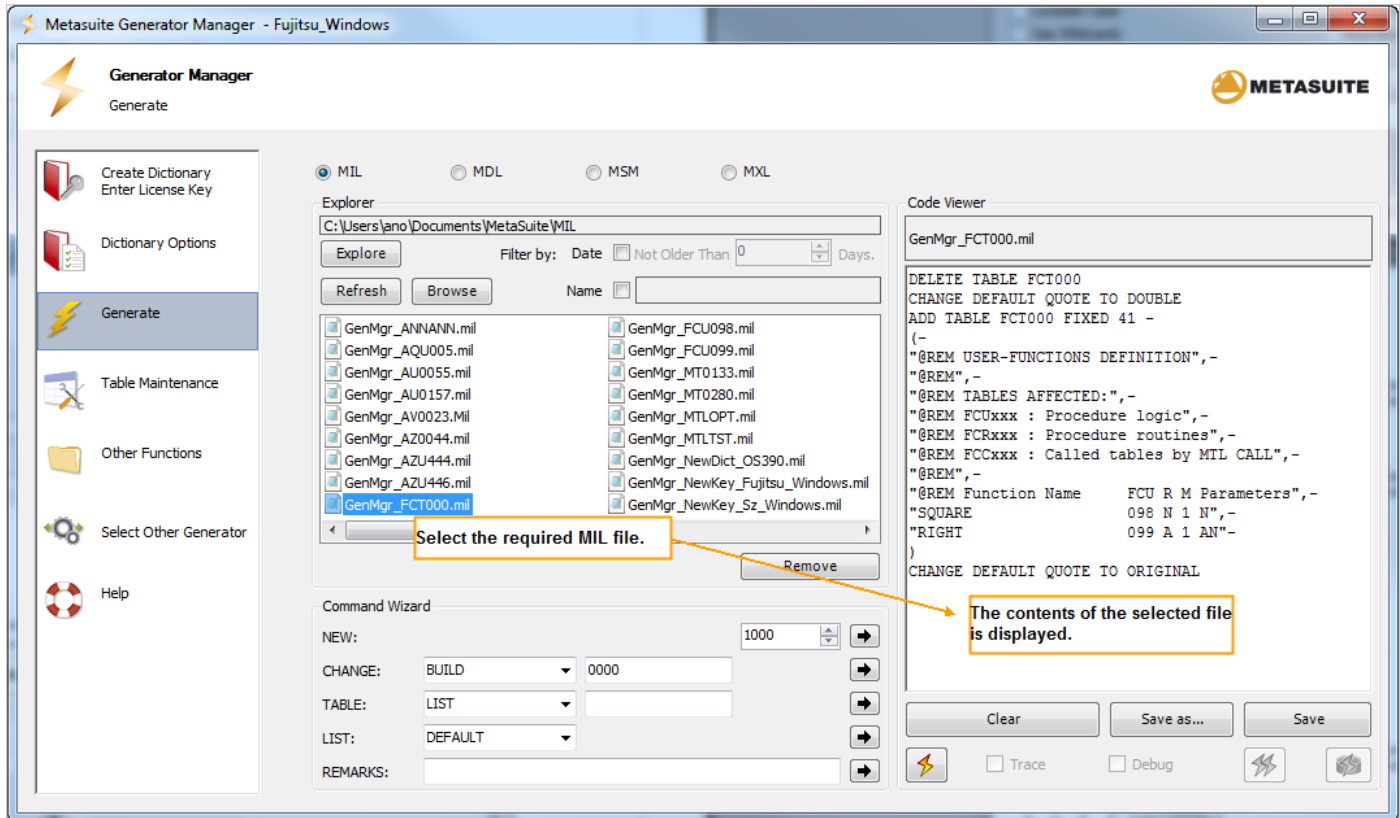 Metasuite Generator Manager - Fujitsu_Windows
Generator Manager
Generate
METASUITE
Create Dictionary
Enter License Key
Dictionary Options
Generate
Table Maintenance
Other Functions
Select Other Generator
Help
MIL MDL MSM MXL
Explorer
C:\Users\ano\Documents\MetaSuite\MIL
Explore Filter by: Date Not Older Than 0 Days.
Refresh Browse Name
GenMgr_ANNANN.mil
GenMgr_AQU005.mil
GenMgr_AU0055.mil
GenMgr_AU0157.mil
GenMgr_AV0023.Mil
GenMgr_AZ0044.mil
GenMgr_AZU444.mil
GenMgr_AZU446.mil
GenMgr_FCT000.mil
GenMgr_FCU098.mil
GenMgr_FCU099.mil
GenMgr_MT0133.mil
GenMgr_MT0280.mil
GenMgr_MTLOPT.mil
GenMgr_MTLTST.mil
GenMgr_NewDict_OS390.mil
GenMgr_NewKey_Fujitsu_Windows.mil
GenMgr_NewKey_Sz_Windows.mil
Select the required MIL file.
Remove
Command Wizard
NEW: 1000
CHANGE: BUILD 0000
TABLE: LIST
LIST: DEFAULT
REMARKS:
Code Viewer
GenMgr_FCT000.mil
DELETE TABLE FCT000
CHANGE DEFAULT QUOTE TO DOUBLE
ADD TABLE FCT000 FIXED 41 -
(-
"@REM USER-FUNCTIONS DEFINITION",-
"@REM",-
"@REM TABLES AFFECTED:",-
"@REM FCUxxx : Procedure logic",-
"@REM FCRxxx : Procedure routines",-
"@REM FCCxxx : Called tables by MTL CALL",-
"@REM",-
"@REM Function Name FCU R M Parameters",-
"SQUARE 098 N 1 N",-
"RIGHT 099 A 1 AN"-
)
CHANGE DEFAULT QUOTE TO ORIGINAL
The contents of the selected file
is displayed.
Clear Save as... Save
Trace Debug